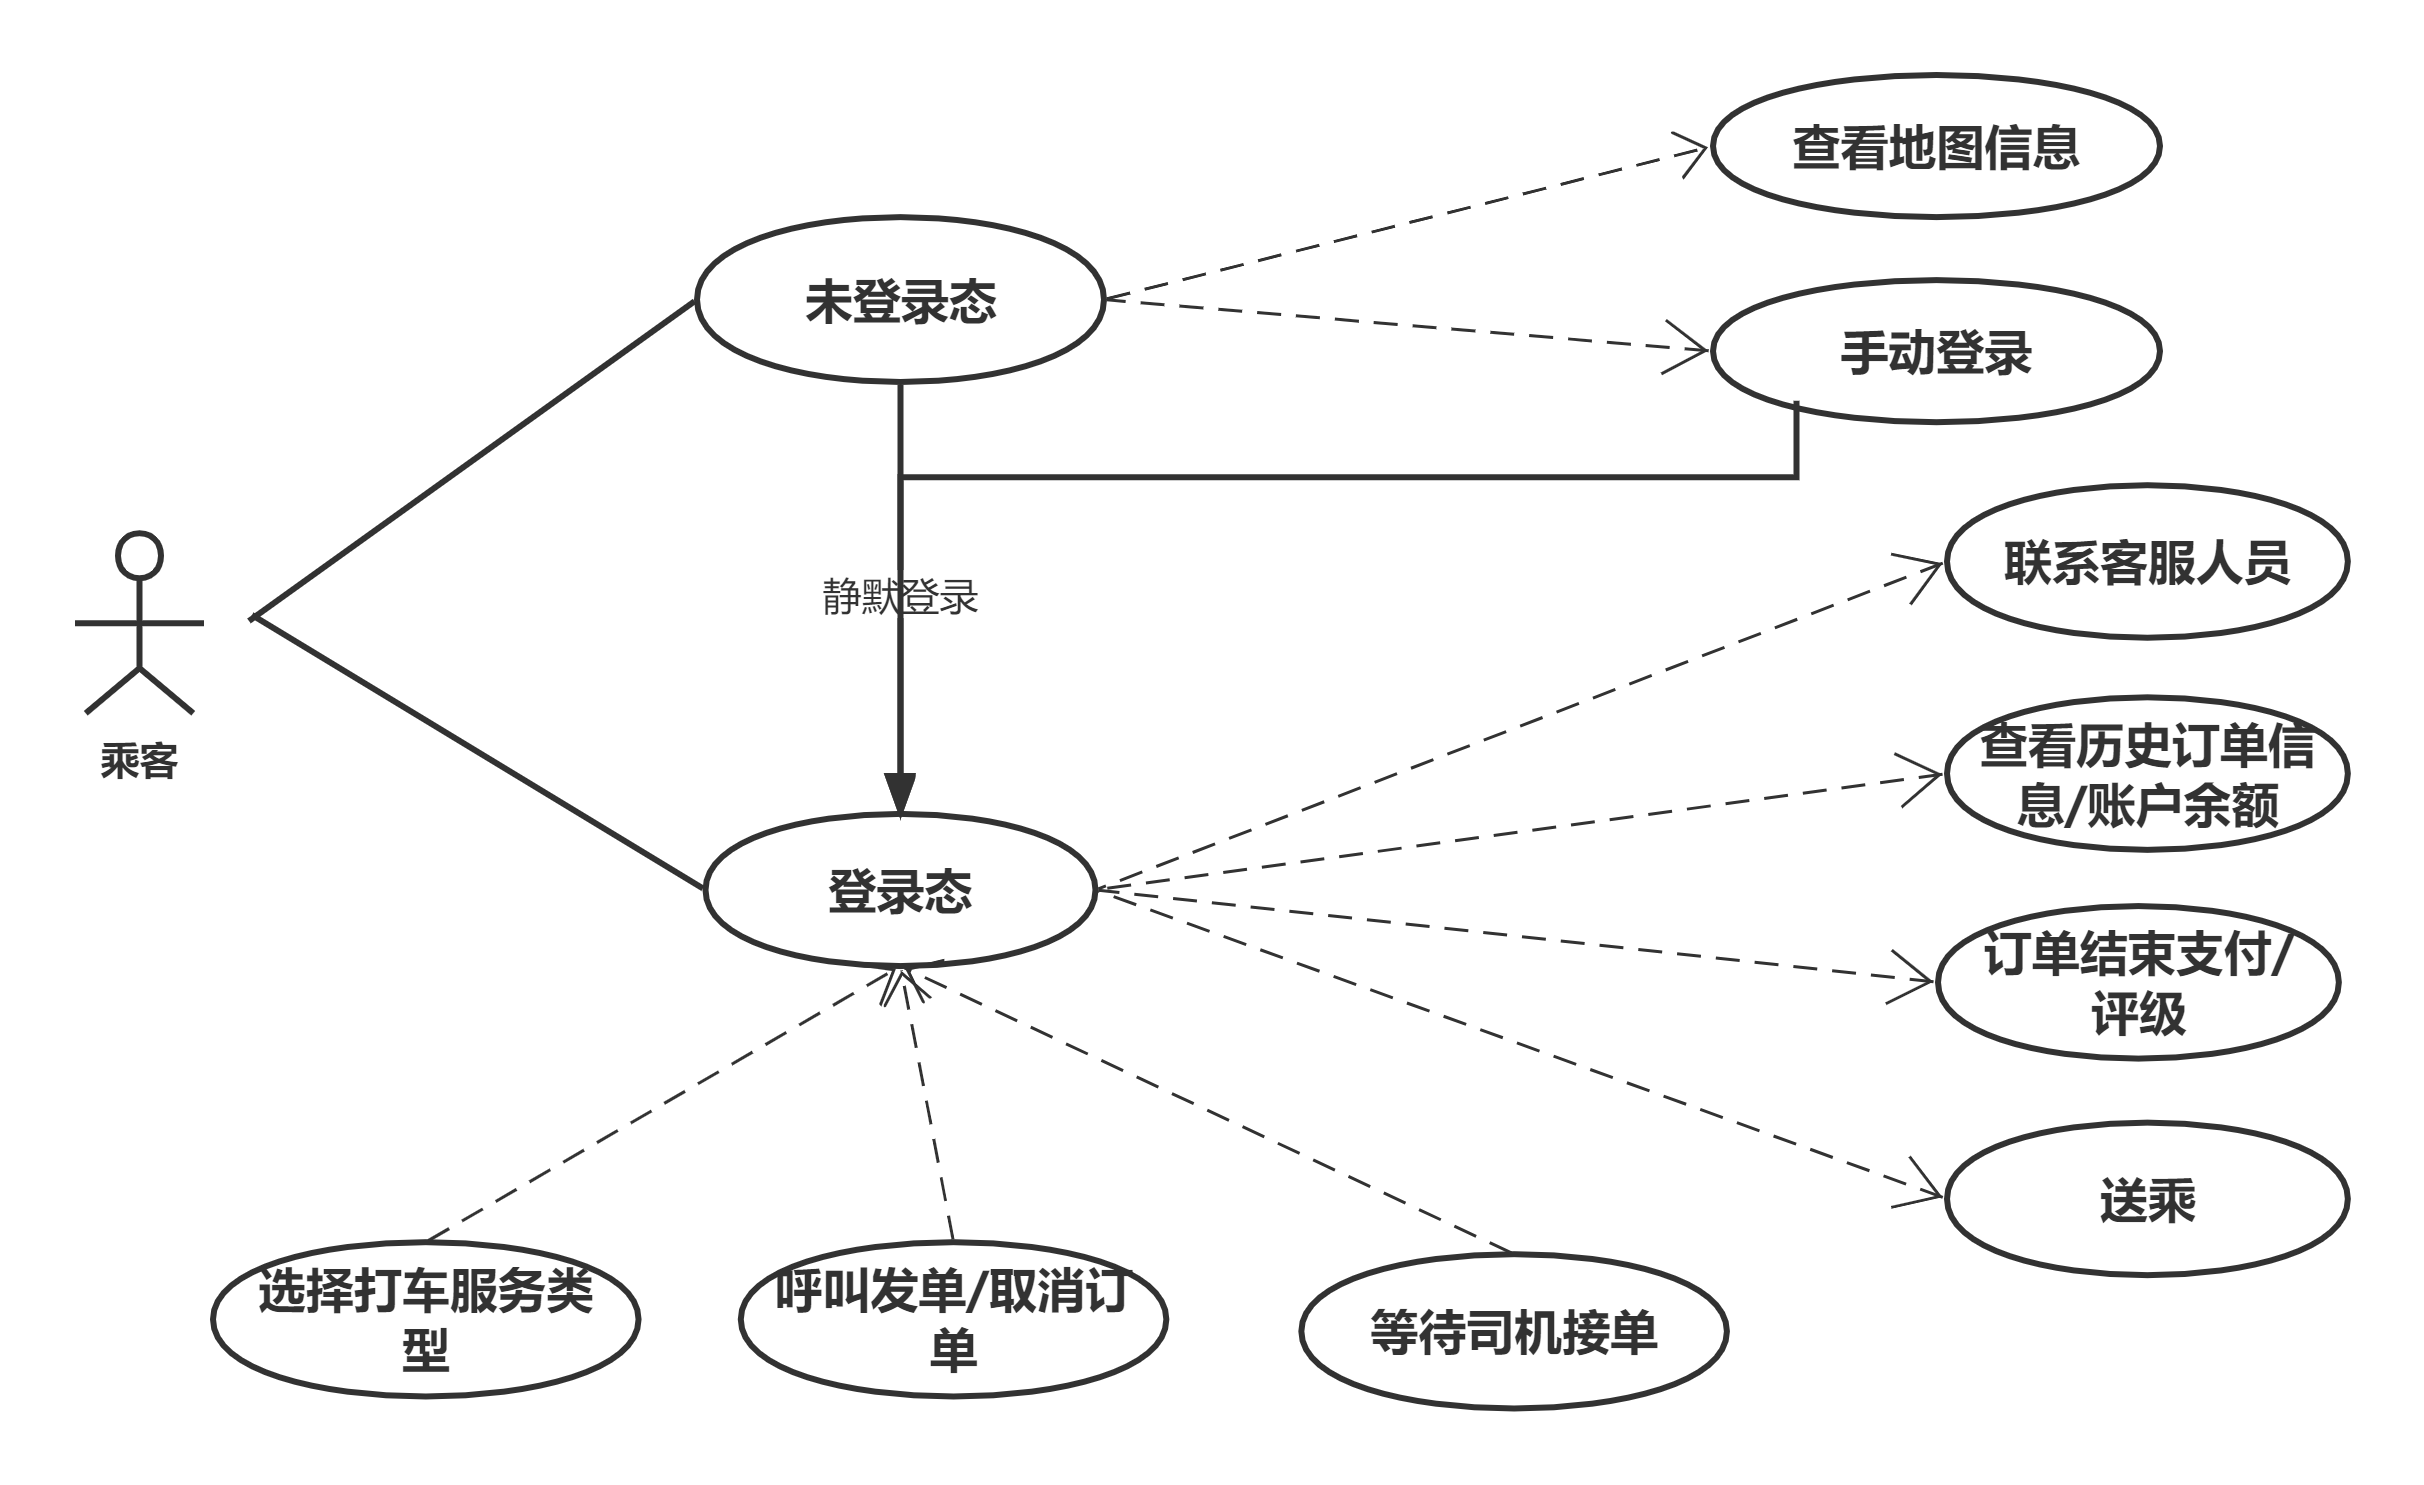 查看地图信息
未登录态
手动登录
联系客服人员
静默登录
查看历史订单信
息/账户余额
乘客
登录态
订单结束支付/
评级
送乘
选择打车服务类
型
呼叫发单/取消订
单
等待司机接单